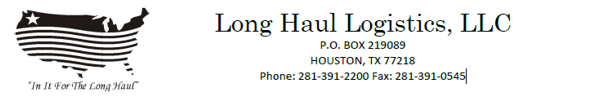 Long Haul Logistics, LLC
P.O. BOX 219089
HOUSTON, TX 77218
Phone: 281-391-2200 Fax: 281-391-0545
"In It For The Long Haul"